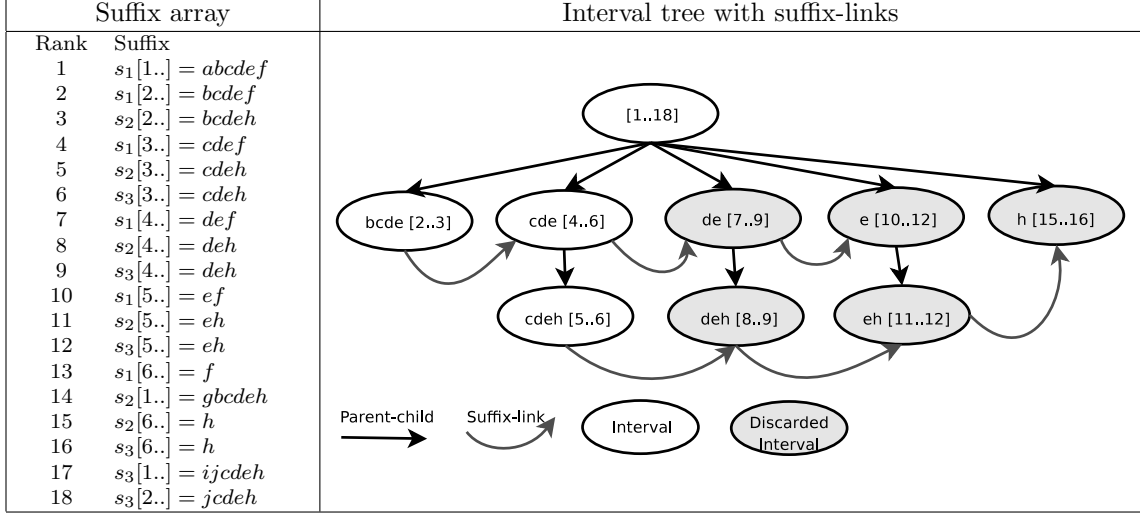 Suffix array
Interval tree with suffix-links
Rank Suffix
1 s₁[1..] = abcdef
2 s₁[2..] = bcdef
3 s₂[2..] = bcdeh
4 s₁[3..] = cdef
5 s₂[3..] = cdeh
6 s₃[3..] = cdeh
7 s₁[4..] = def
8 s₂[4..] = deh
9 s₃[4..] = deh
10 s₁[5..] = ef
11 s₂[5..] = eh
12 s₃[5..] = eh
13 s₁[6..] = f
14 s₂[1..] = gbcdeh
15 s₂[6..] = h
16 s₃[6..] = h
17 s₃[1..] = ijcdeh
18 s₃[2..] = jcdeh
[1..18]
bcde [2..3]
cde [4..6]
de [7..9]
e [10..12]
h [15..16]
cdeh [5..6]
deh [8..9]
eh [11..12]
Parent-child
Suffix-link
Interval
Discarded
Interval